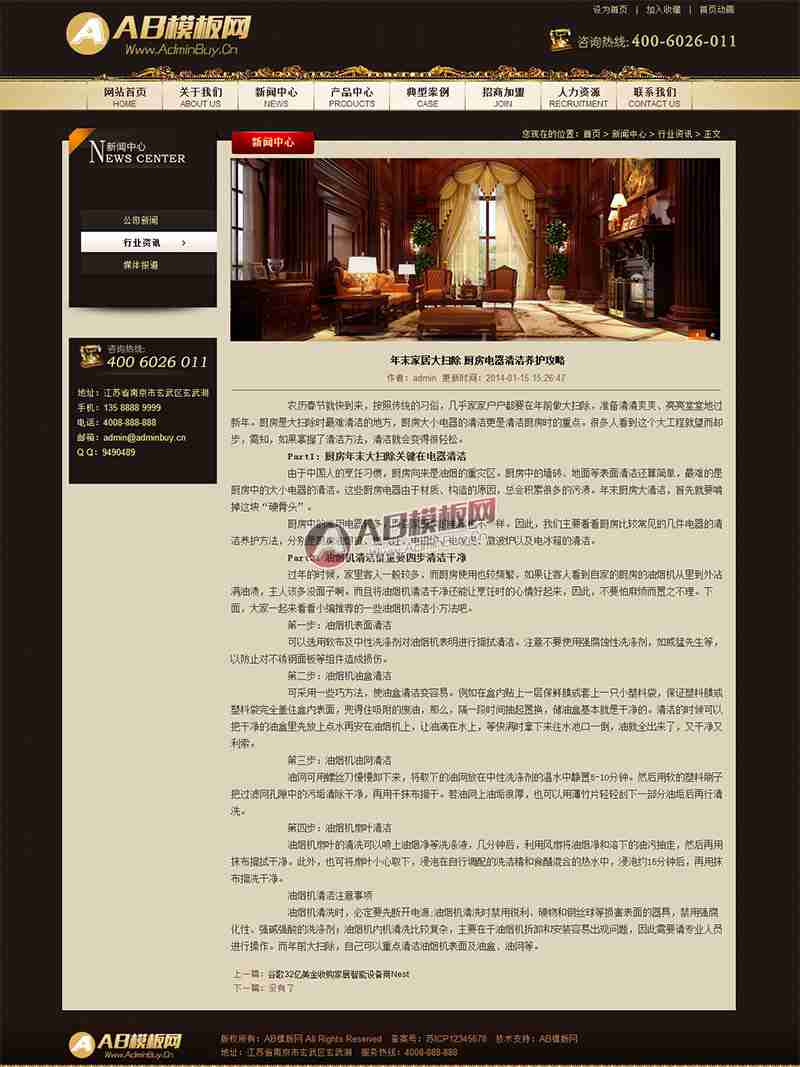 设为首页 | 加入收藏 | 首页动画
AB模板网
Www.AdminBuy.Cn
咨询热线:400-6026-011
网站首页 关于我们 新闻中心 产品中心 典型案例 招商加盟 人力资源 联系我们
HOME ABOUT US NEWS PRODUCTS CASE JOIN RECRUITMENT CONTACT US
新闻中心
NEWS CENTER
公司新闻
行业资讯 >
媒体报道
咨询热线:
400 6026 011
地址：江苏省南京市玄武区玄武湖
手机：135 8888 9999
电话：4008-888-888
邮箱：admin@adminbuy.cn
Q Q：9490489
新闻中心
您现在的位置：首页 > 新闻中心 > 行业资讯 > 正文
年末家居大扫除 厨房电器清洁养护攻略
作者：admin 更新时间：2014-01-15 15:26:47
农历春节就快到来，按照传统的习俗，几乎家家户户都要在年前做大扫除，准备清清爽爽、亮亮堂堂地过
新年。厨房是大扫除时最难清洁的地方，厨房大小电器的清洁更是清洁厨房时的重点。很多人看到这个大工程就望而却
步，需知，如果掌握了清洁方法，清洁就会变得很轻松。
Part1：厨房年末大扫除关键在电器清洁
由于中国人的烹饪习惯，厨房向来是油烟的重灾区。厨房中的墙砖、地面等表面清洁还算简单，最难的是
厨房中的大小电器的清洁。这些厨房电器由于材质、构造的原因，总会积累很多的污渍。年末厨房大清洁，首先就要啃
掉这块“硬骨头”。
厨房中的 用电器 一样。因此，我们主要看看厨房比较常见的几件电器的清
洁养护方法，分别是 微波炉以及电冰箱的清洁。
AB模板网
Part 油烟机清洁 重要四步清洁干净
过年的时候，家里客人一般较多，而厨房使用也较频繁，如果让客人看到自家的厨房的油烟机从里到外沾
满油渍，主人该多没面子啊。而且将油烟机清洁干净还能让烹饪时的心情好起来，因此，不要怕麻烦而置之不理。下
面，大家一起来看看小编推荐的一些油烟机清洁小方法吧。
第一步：油烟机表面清洁
可以选用软布及中性洗涤剂对油烟机表明进行擦拭清洁。注意不要使用强腐蚀性洗涤剂，如威猛先生等，
以防止对不锈钢面板等组件造成损伤。
第二步：油烟机油盒清洁
可采用一些巧方法，使油盒清洁变容易。例如在盒内贴上一层保鲜膜或套上一只小塑料袋，保证塑料膜或
塑料袋完全盖住盒内表面，兜得住吸附的废油，那么，隔一段时间抽起置换，储油盒基本就是干净的。清洁的时候可以
把干净的油盒里先放上点水再安在油烟机上，让油滴在水上，等快满时拿下来往水池口一倒，油就全出来了，又干净又
利索。
第三步：油烟机油网清洁
油网可用螺丝刀慢慢卸下来，将取下的油网放在中性洗涤剂的温水中静置5-10分钟。然后用软的塑料刷子
把过滤网孔隙中的污垢清除干净，再用干抹布擦干。若油网上油垢很厚，也可以用薄竹片轻轻刮下一部分油垢后再行清
洗。
第四步：油烟机扇叶清洁
油烟机扇叶的清洗可以喷上油烟净等洗涤液，几分钟后，利用风扇将油烟净和溶下的油污抽走，然后再用
抹布擦拭干净。此外，也可将扇叶小心取下，浸泡在自行调配的洗洁精和食醋混合的热水中，浸泡约15分钟后，再用抹
布擦洗干净。
油烟机清洁注意事项
油烟机清洗时，必定要先断开电源;油烟机清洗时禁用锐利、硬物和钢丝球等损害表面的器具，禁用强腐
化性、强碱强酸的洗涤剂；油烟机内机清洗比较复杂，主要在于油烟机拆卸和安装容易出现问题，因此需要请专业人员
进行操作。而年前大扫除，自己可以重点清洁油烟机表面及油盒、油网等。
上一篇：谷歌32亿美金收购家居智能设备商Nest
下一篇：没有了
AB模板网
Www.AdminBuy.Cn
版权所有：AB模板网 All Rights Reserved 备案号：苏ICP12345678 技术支持：AB模板网
地址：江苏省南京市玄武区玄武湖 服务热线：4008-888-888